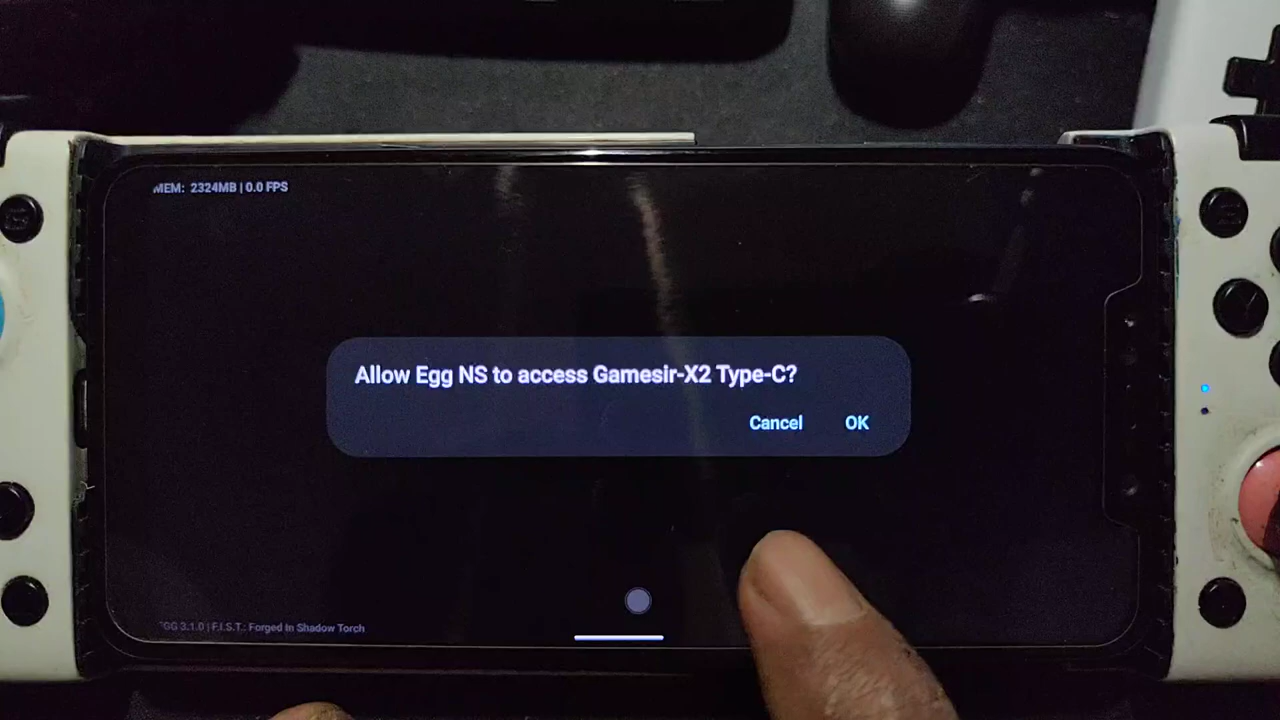 MEM: 2324MB | 0.0 FPS
Allow Egg NS to access Gamesir-X2 Type-C?
Cancel OK
GG 3.1.0 | F.I.S.T.: Forged In Shadow Torch